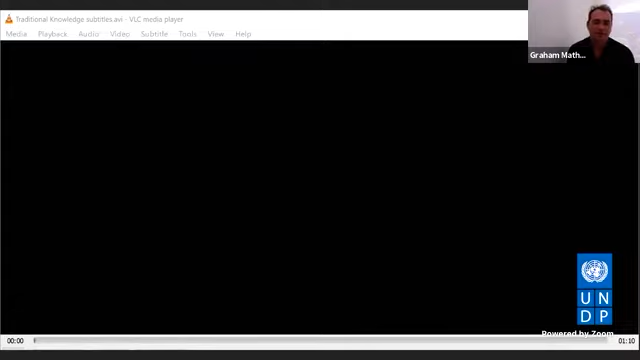 Traditional Knowledge subtitles.avi - VLC media player
Media Playback Audio Video Subtitle Tools View Help
Graham Math...
U N
D P
Powered by Zoom
00:00
01:10